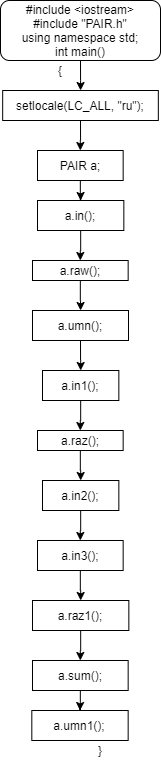 #include <iostream>
#include "PAIR.h"
using namespace std;
int main()
{
setlocale(LC_ALL, "ru");
PAIR a;
a.in();
a.raw();
a.umn();
a.in1();
a.raz();
a.in2();
a.in3();
a.raz1();
a.sum();
a.umn1();
}